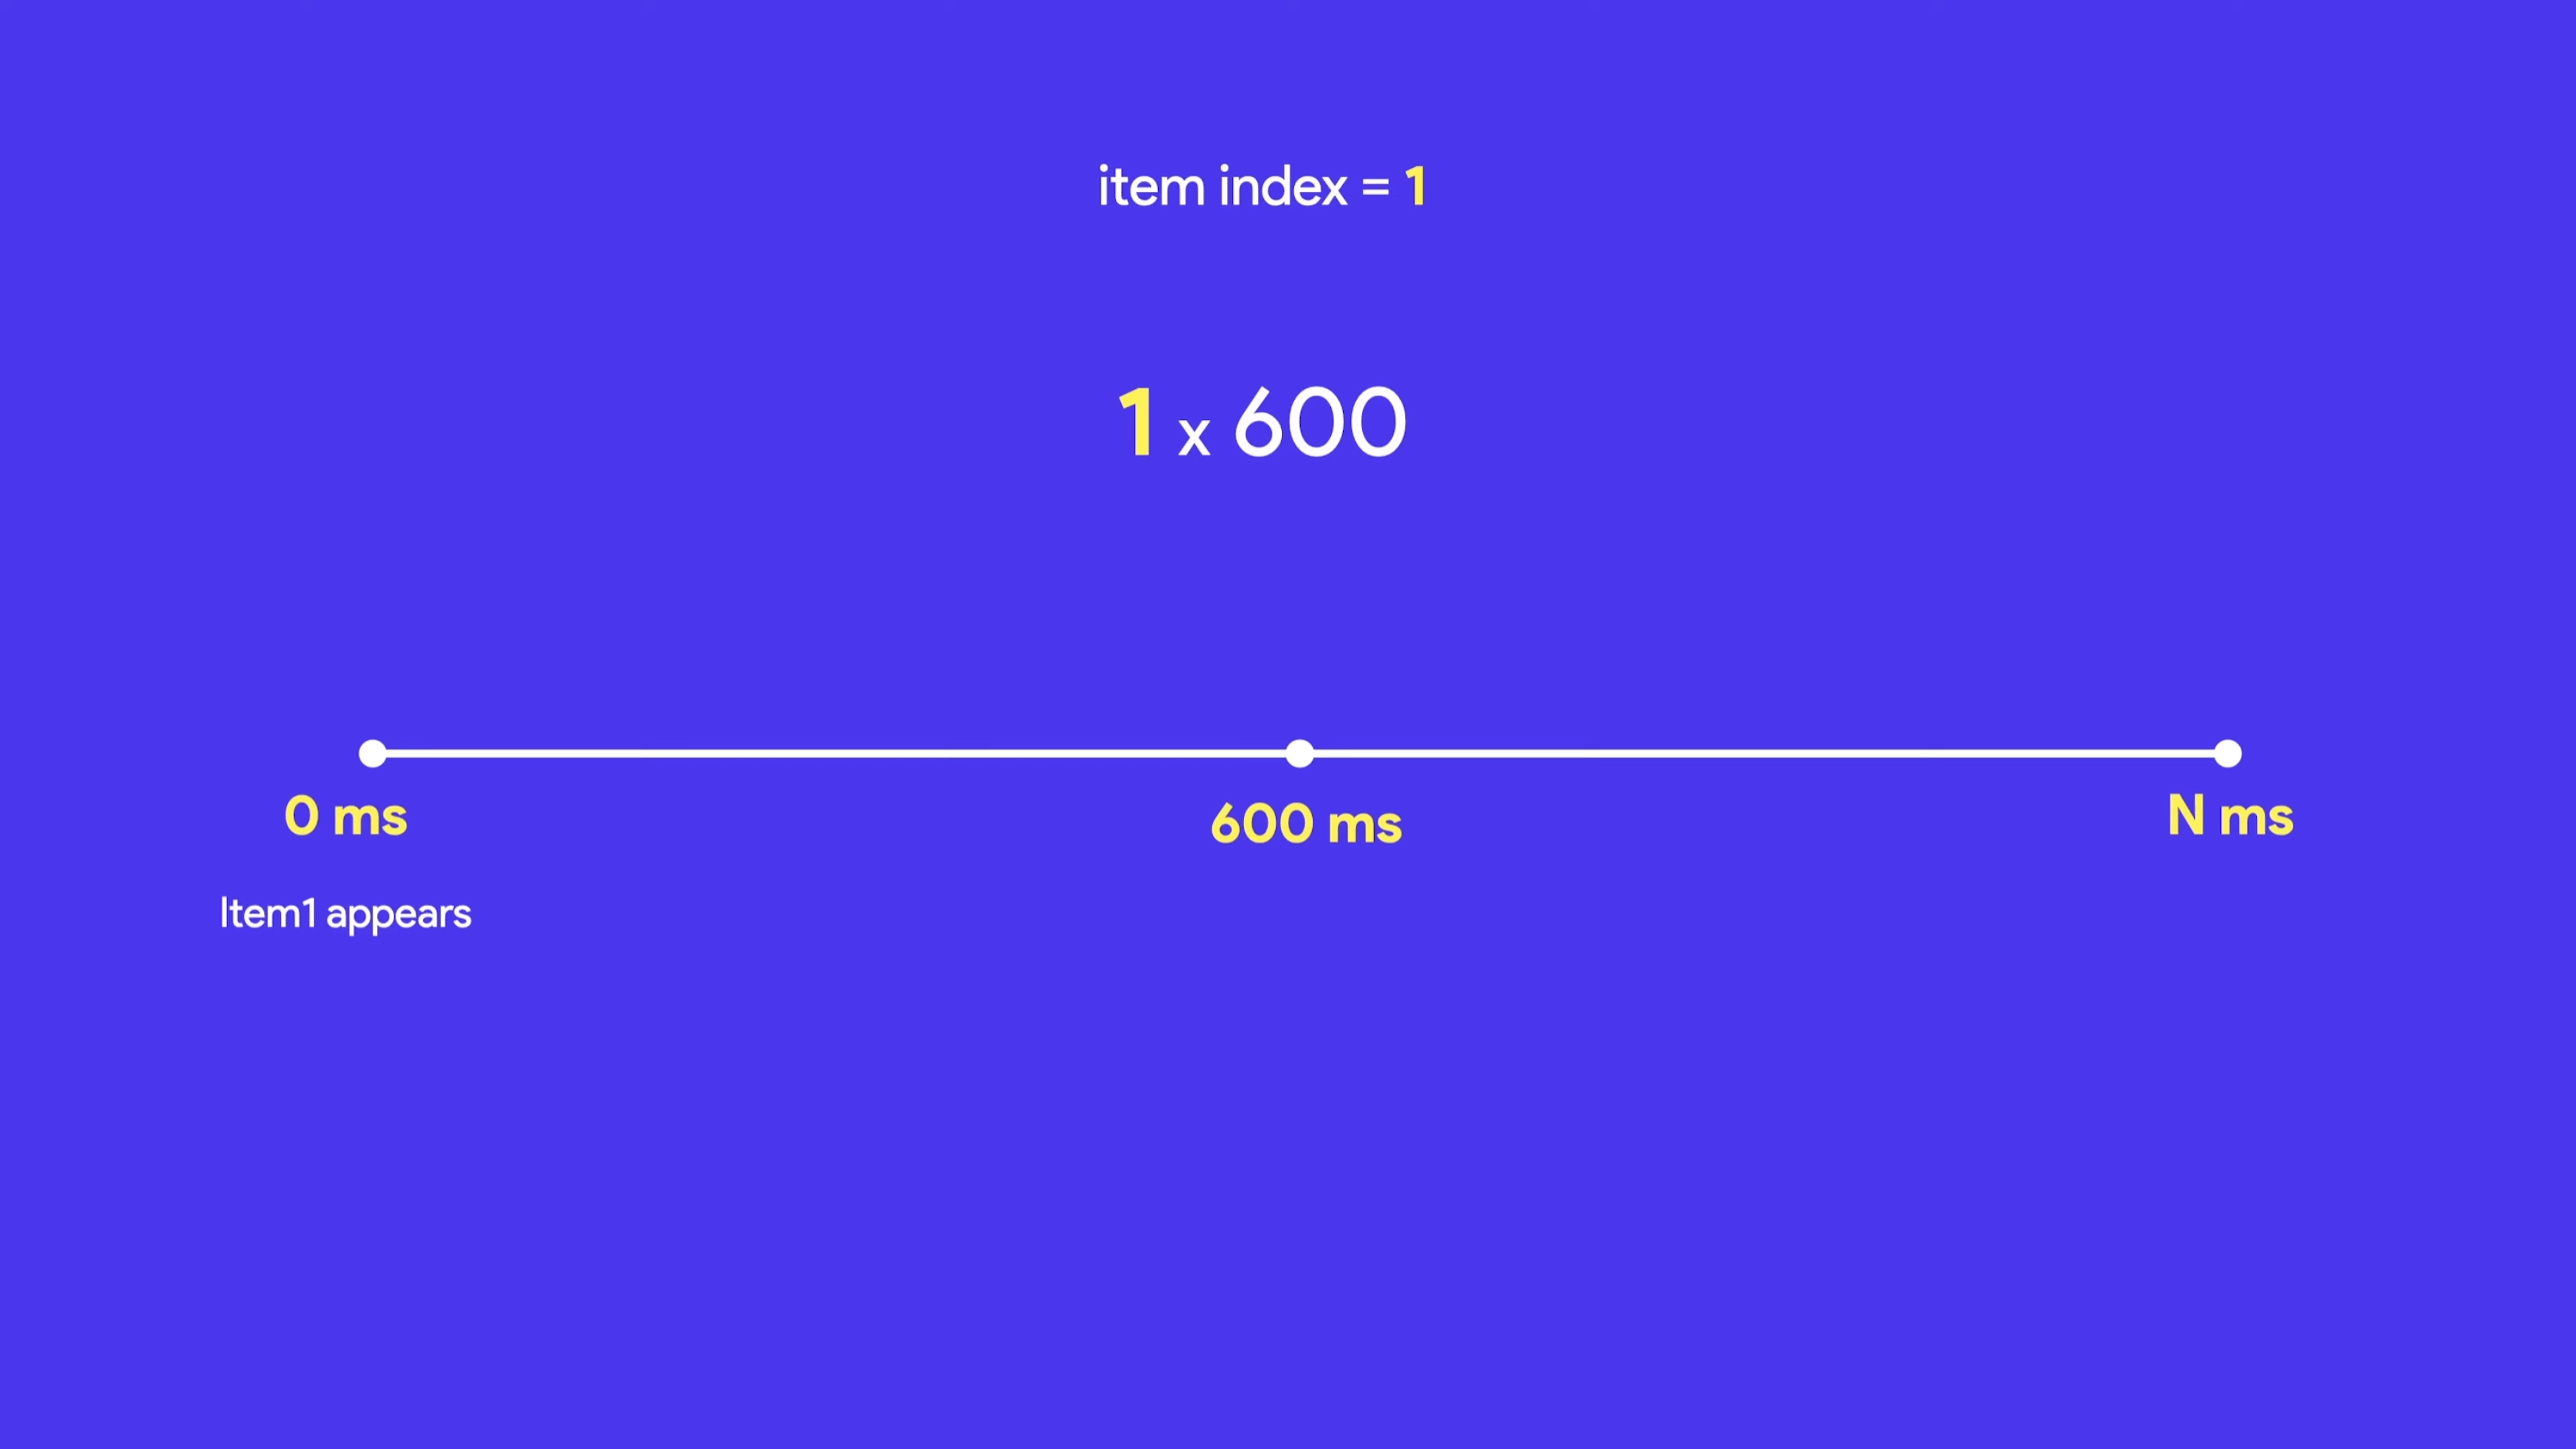 item index = 1
1 x 600
0 ms
600 ms
N ms
Item1 appears